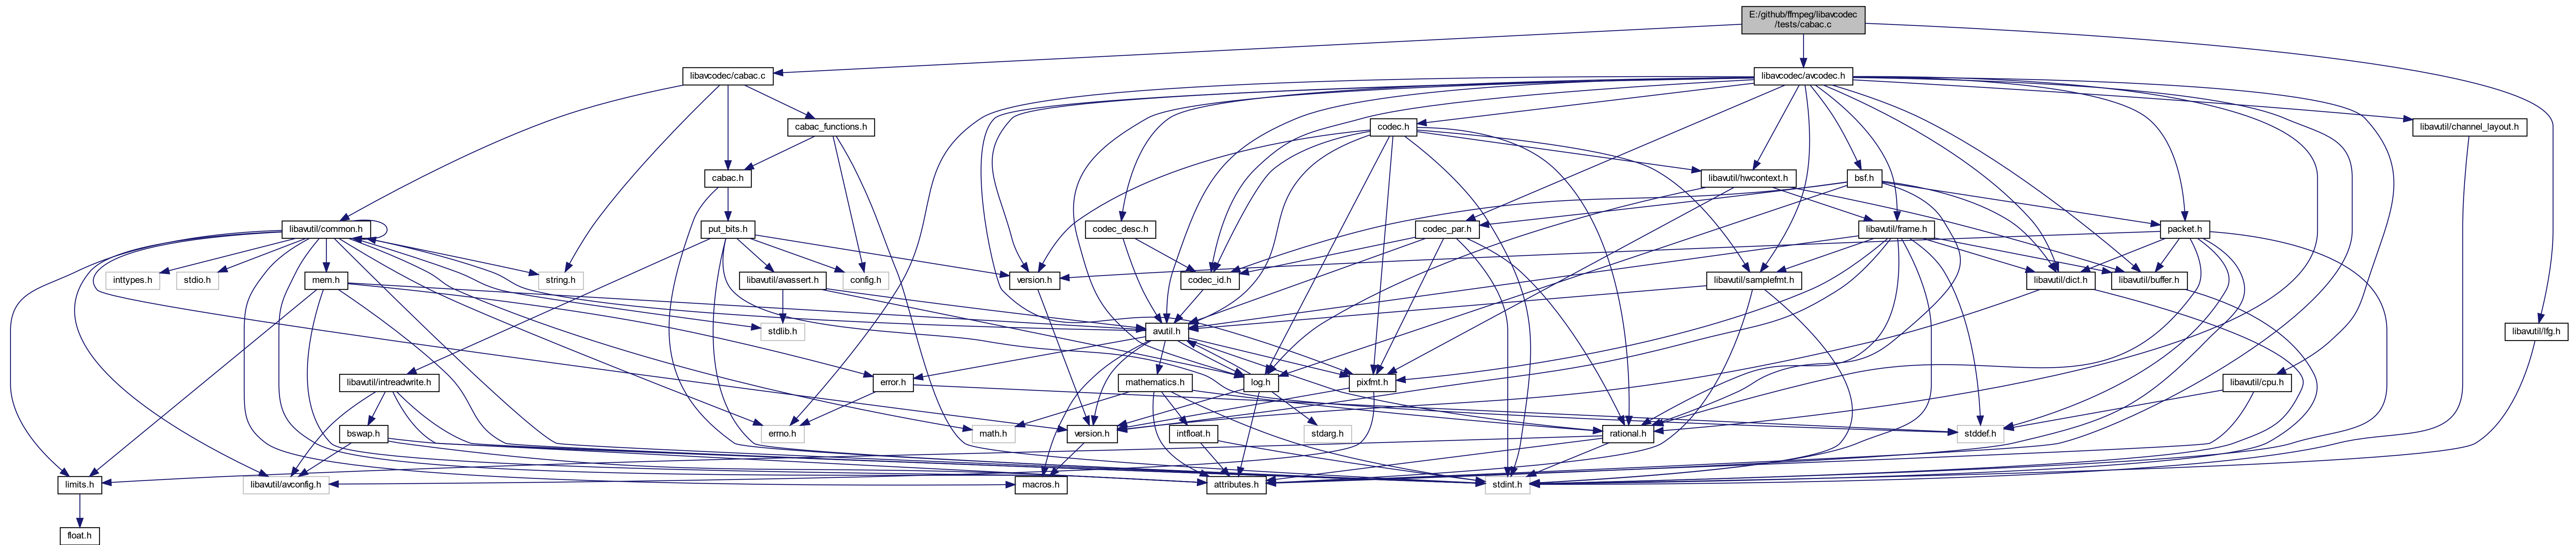 E:/github/ffmpeg/libavcodec
/tests/cabac.c
libavcodec/cabac.c
libavcodec/avcodec.h
cabac_functions.h
codec.h
libavutil/channel_layout.h
cabac.h
libavutil/hwcontext.h
bsf.h
libavutil/common.h
put_bits.h
codec_desc.h
codec_par.h
libavutil/frame.h
packet.h
inttypes.h
stdio.h
mem.h
string.h
libavutil/avassert.h
config.h
version.h
codec_id.h
libavutil/samplefmt.h
libavutil/dict.h
libavutil/buffer.h
stdlib.h
avutil.h
libavutil/lfg.h
libavutil/intreadwrite.h
error.h
mathematics.h
log.h
pixfmt.h
libavutil/cpu.h
bswap.h
errno.h
math.h
version.h
intfloat.h
stdarg.h
rational.h
stddef.h
limits.h
libavutil/avconfig.h
macros.h
attributes.h
stdint.h
float.h